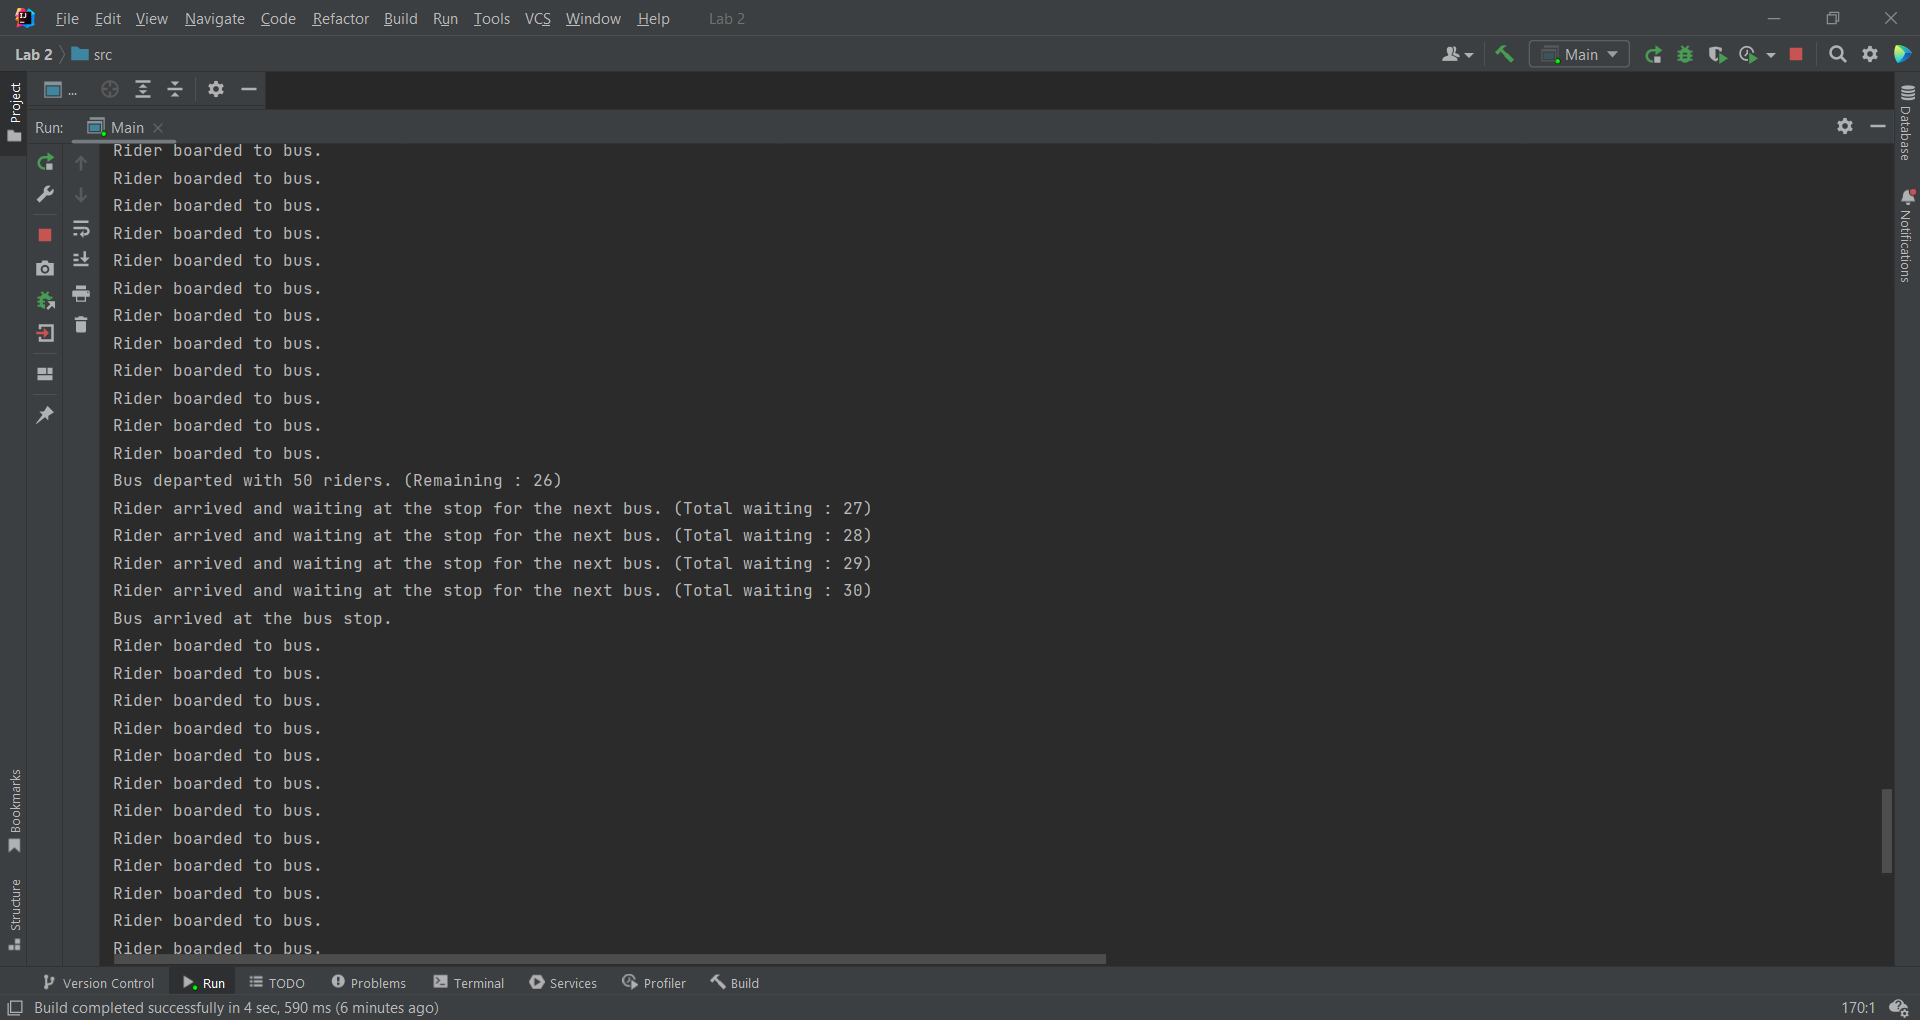 File Edit View Navigate Code Refactor Build Run Tools VCS Window Help Lab 2
Lab 2 src Main
Project
...
Run: Main
Rider boarded to bus.
Rider boarded to bus.
Rider boarded to bus.
Rider boarded to bus.
Rider boarded to bus.
Rider boarded to bus.
Rider boarded to bus.
Rider boarded to bus.
Rider boarded to bus.
Rider boarded to bus.
Rider boarded to bus.
Rider boarded to bus.
Bus departed with 50 riders. (Remaining : 26)
Rider arrived and waiting at the stop for the next bus. (Total waiting : 27)
Rider arrived and waiting at the stop for the next bus. (Total waiting : 28)
Rider arrived and waiting at the stop for the next bus. (Total waiting : 29)
Rider arrived and waiting at the stop for the next bus. (Total waiting : 30)
Bus arrived at the bus stop.
Rider boarded to bus.
Rider boarded to bus.
Rider boarded to bus.
Rider boarded to bus.
Rider boarded to bus.
Rider boarded to bus.
Rider boarded to bus.
Rider boarded to bus.
Rider boarded to bus.
Rider boarded to bus.
Rider boarded to bus.
Rider boarded to bus.
Database
Notifications
Bookmarks
Structure
Version Control Run TODO Problems Terminal Services Profiler Build
Build completed successfully in 4 sec, 590 ms (6 minutes ago) 170:1